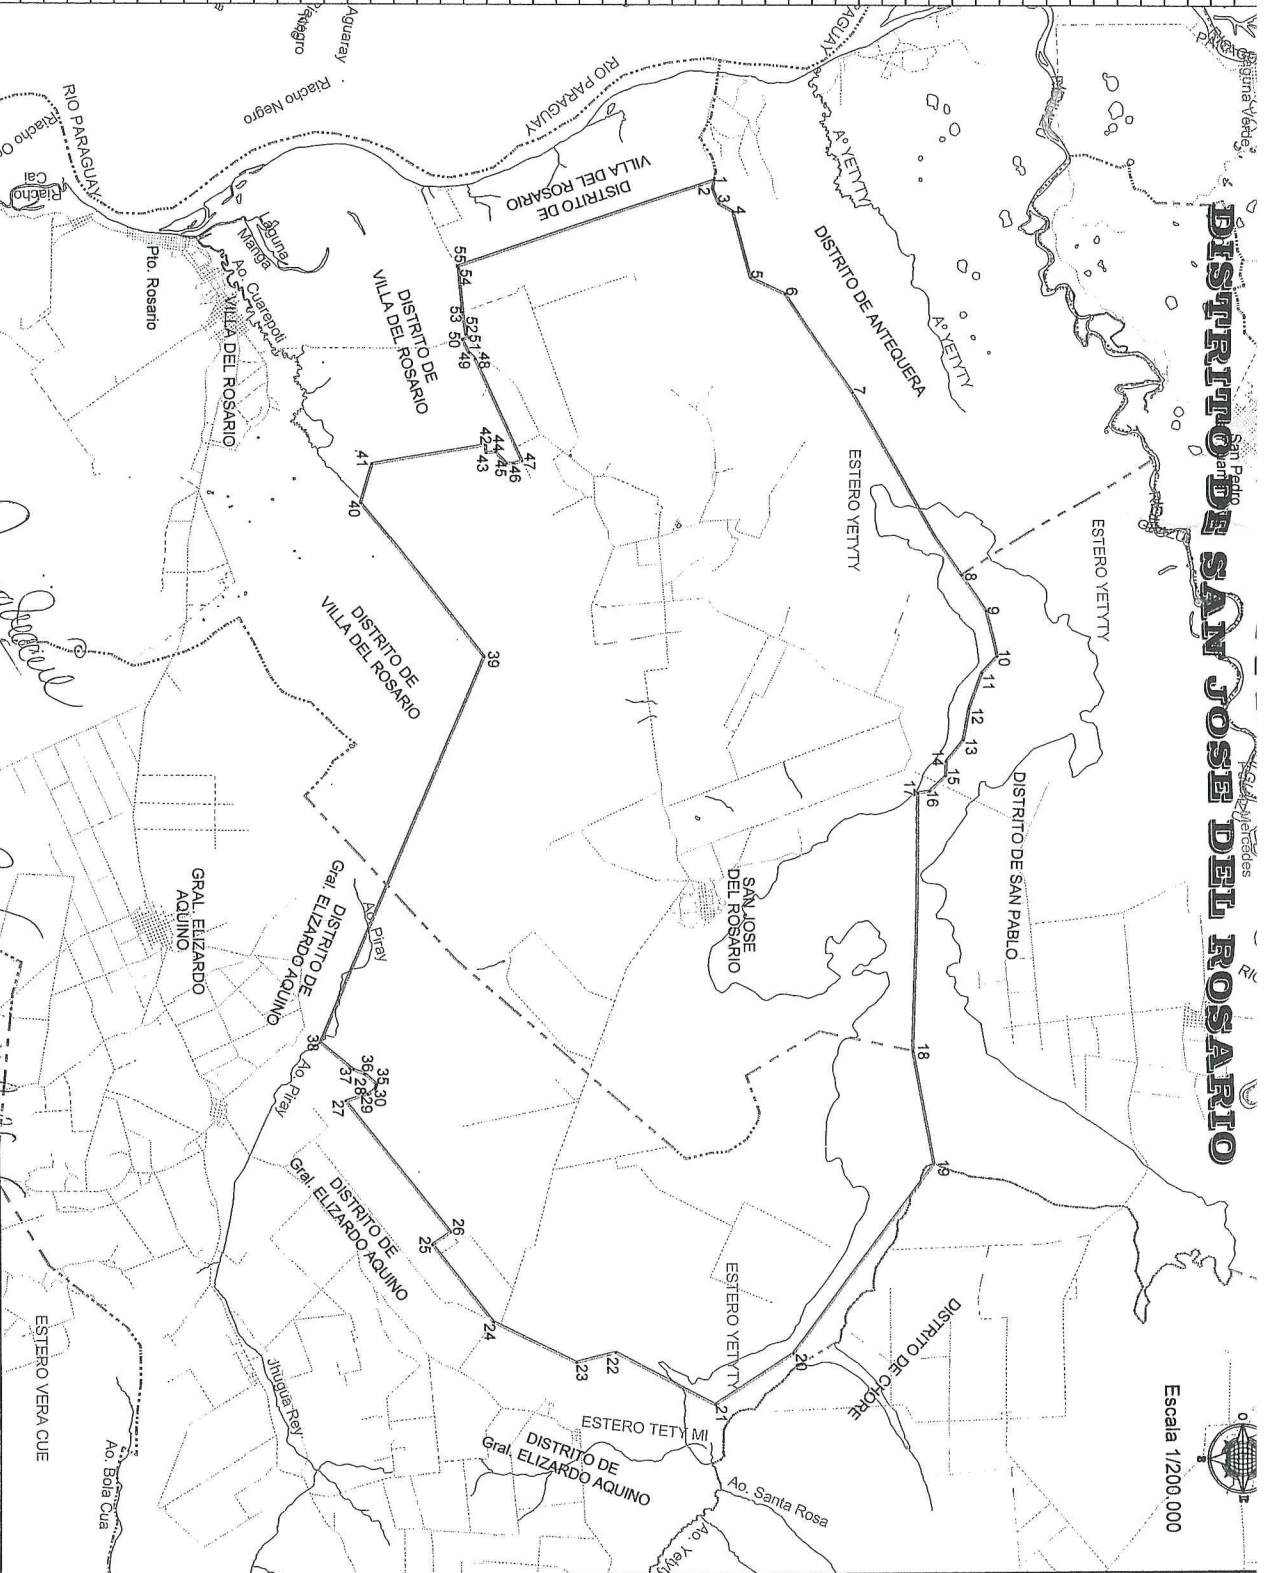 DISTRITO DE SAN JOSE DEL ROSARIO
Escala 1/200.000
Laguna Verde
San Pedro
Mercedes
ESTERO YETYTY
DISTRITO DE SAN PABLO
Aº YETYTY
Aº YETYTY
DISTRITO DE ANTEQUERA
ESTERO YETYTY
DISTRITO DE CHORE
SAN JOSE
DEL ROSARIO
ESTERO YETYTY
Ao. Santa Rosa
ESTERO TETY MI
DISTRITO DE
Gral. ELIZARDO AQUINO
RIO PARAGUAY
DISTRITO DE
VILLA DEL ROSARIO
DISTRITO DE
VILLA DEL ROSARIO
DISTRITO DE
VILLA DEL ROSARIO
Ao. Piray
DISTRITO DE
Gral. ELIZARDO AQUINO
DISTRITO DE
Gral. ELIZARDO AQUINO
Ao. Piray
Jhugua Rey
Aguaray
Riacho Negro
Laguna
Manga
Ao. Cuarepoti
VILLA DEL ROSARIO
Pto. Rosario
GRAL. ELIZARDO
AQUINO
RIO PARAGUAY
Riacho
Cai
Riacho
Ao. Bola Cua
ESTERO VERA CUE
1
2
3
4
5
6
7
8
9
10
11
12
13
14
15
16
17
18
19
20
21
22
23
24
25
26
27
28
29
30
35
36
37
38
39
40
41
42
43
44
45
46
47
48
49
50
51
52
53
54
55